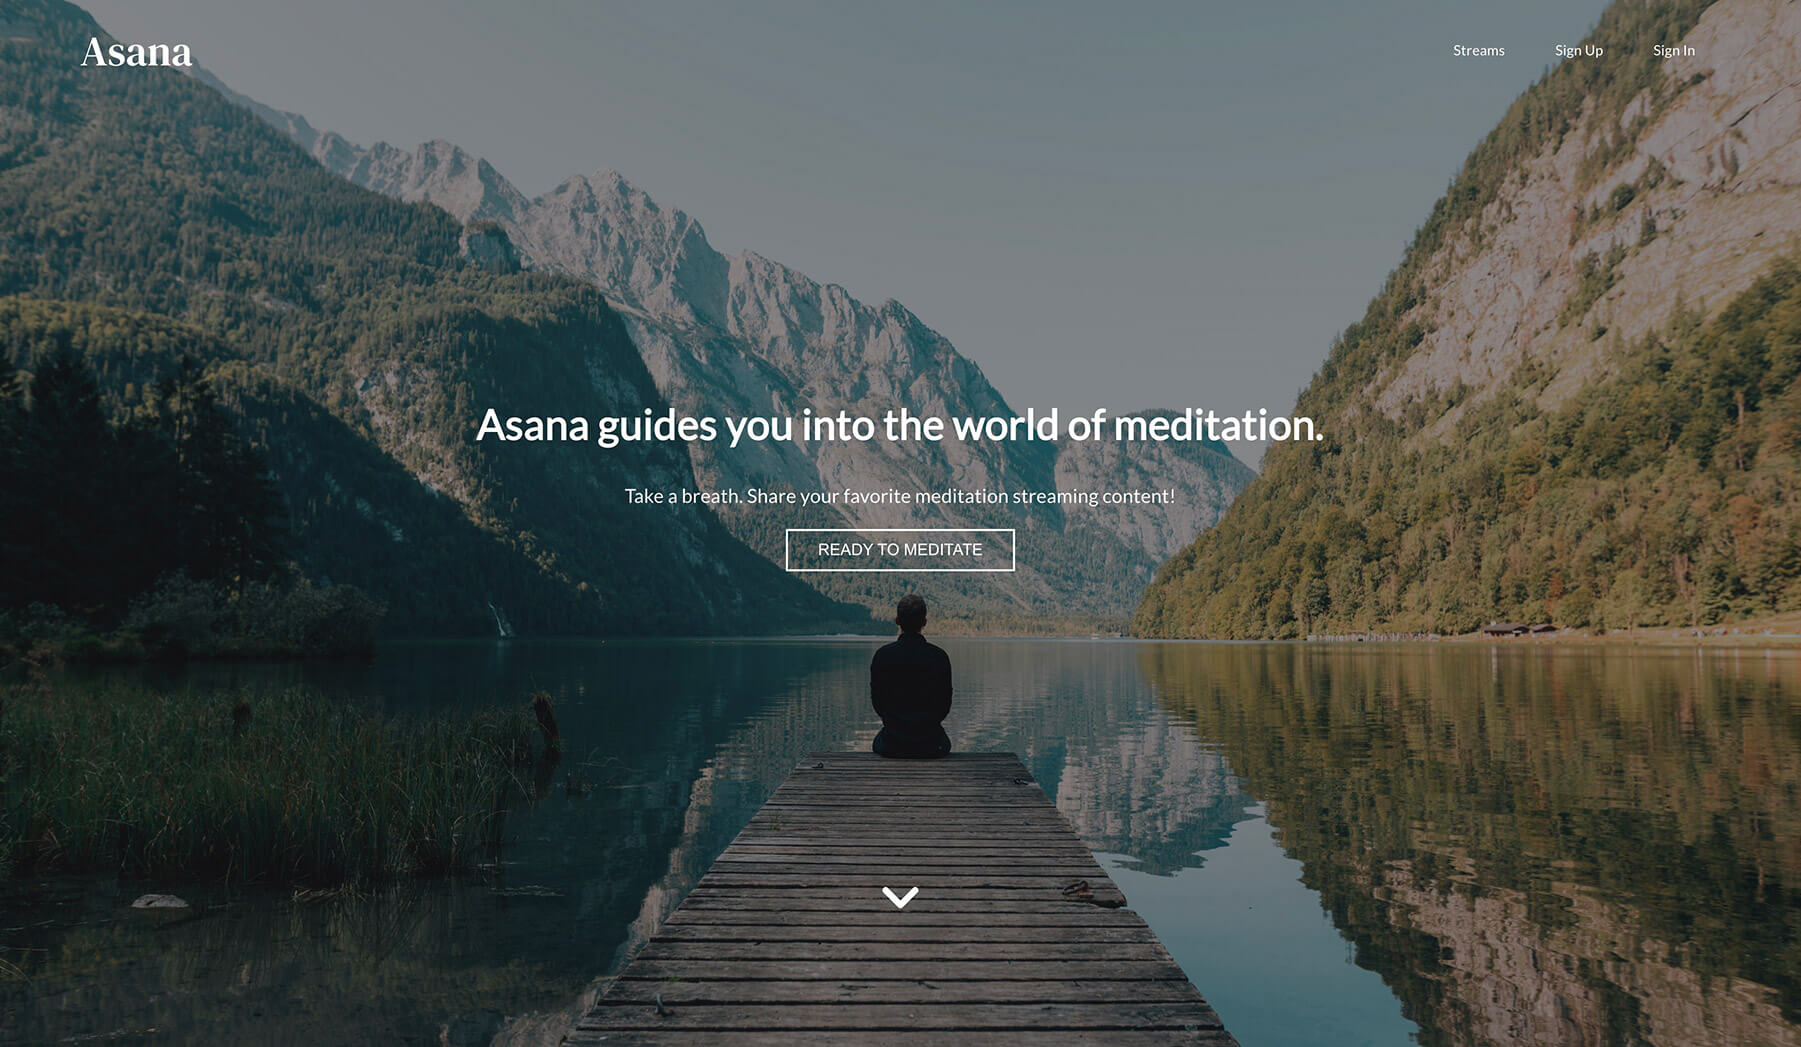 Asana
Streams
Sign Up
Sign In
Asana guides you into the world of meditation.
Take a breath. Share your favorite meditation streaming content!
READY TO MEDITATE